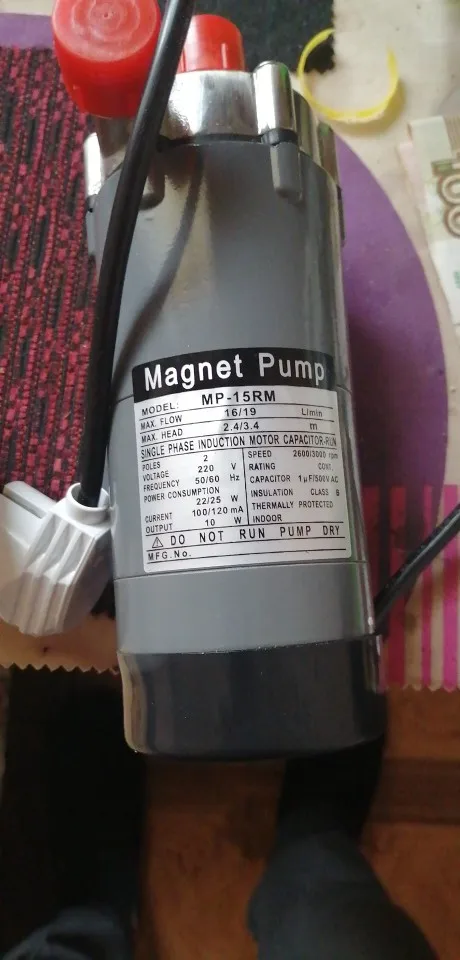 Magnet Pump
MODEL: MP-15RM
MAX. FLOW 16/19 L/min
MAX. HEAD 2.4/3.4 m
SINGLE PHASE INDUCTION MOTOR CAPACITOR-RUN
POLES 2
VOLTAGE 220 V
FREQUENCY 50/60 Hz
POWER CONSUMPTION
22/25 W
CURRENT 100/120 mA
OUTPUT 10 W
SPEED 2600/3000 rpm
RATING CONT.
CAPACITOR 1μF/500V AC
INSULATION CLASS B
THERMALLY PROTECTED
INDOOR
⚠ DO NOT RUN PUMP DRY
MFG.No.